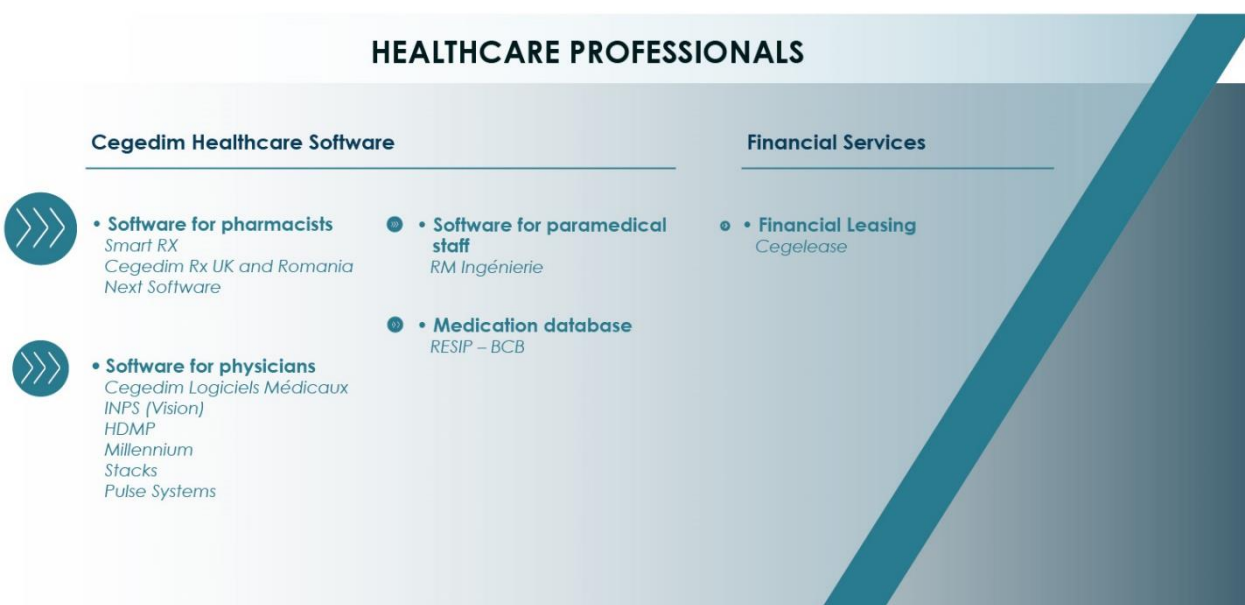 HEALTHCARE PROFESSIONALS
Cegedim Healthcare Software
• Software for pharmacists
Smart RX
Cegedim Rx UK and Romania
Next Software
• Software for physicians
Cegedim Logiciels Médicaux
INPS (Vision)
HDMP
Millennium
Stacks
Pulse Systems
• Software for paramedical
staff
RM Ingénierie
• Medication database
RESIP – BCB
Financial Services
• Financial Leasing
Cegelease